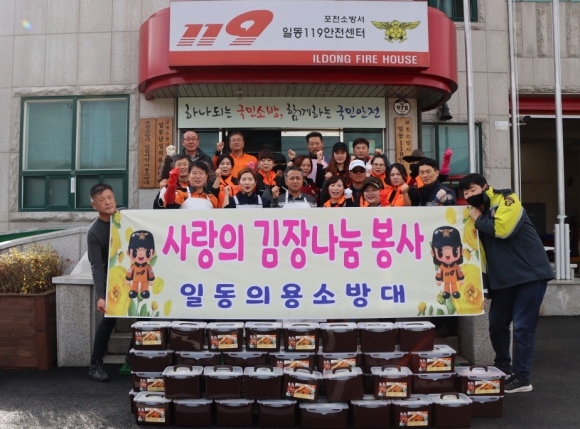 119
포천소방서
일동119안전센터
ILDONG FIRE HOUSE
하나되는 국민소방, 함께하는 국민안전
978
사랑의 김장나눔 봉사
일동의용소방대